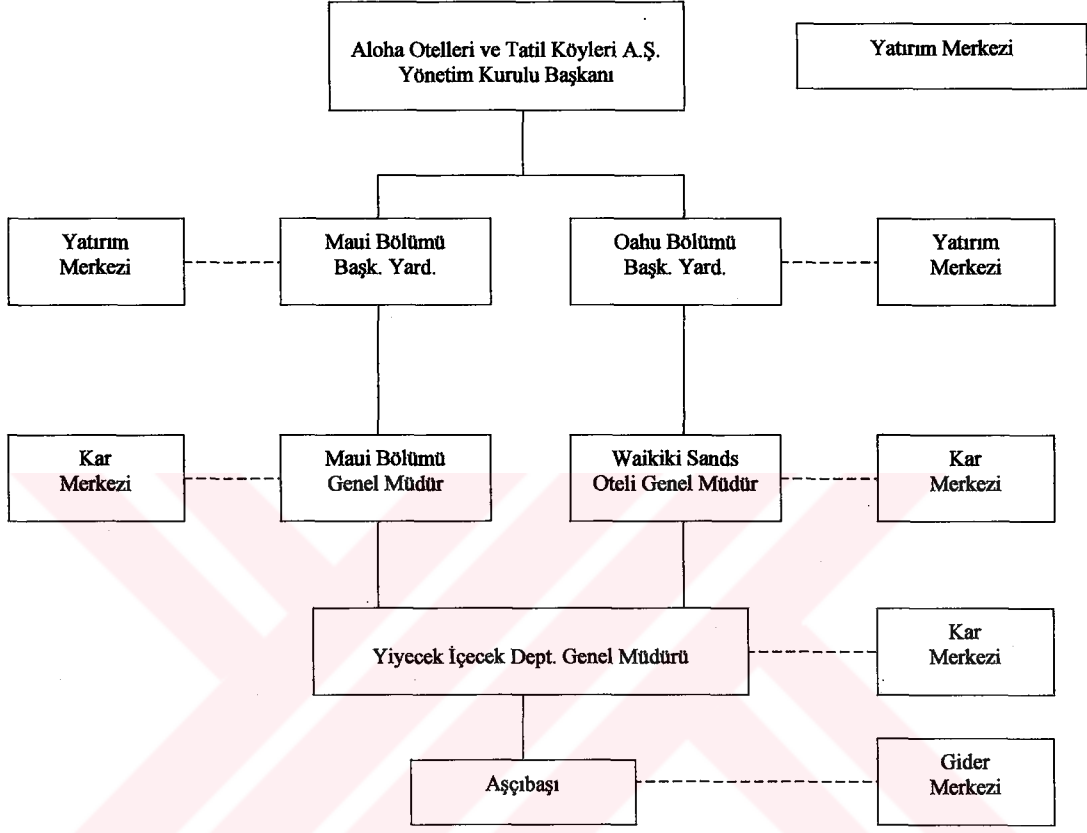 Aloha Otelleri ve Tatil Köyleri A.Ş.
Yönetim Kurulu Başkanı
Yatırım Merkezi
Yatırım
Merkezi
Maui Bölümü
Başk. Yard.
Oahu Bölümü
Başk. Yard.
Yatırım
Merkezi
Kar
Merkezi
Maui Bölümü
Genel Müdür
Waikiki Sands
Oteli Genel Müdür
Kar
Merkezi
Yiyecek İçecek Dept. Genel Müdürü
Kar
Merkezi
Aşçıbaşı
Gider
Merkezi